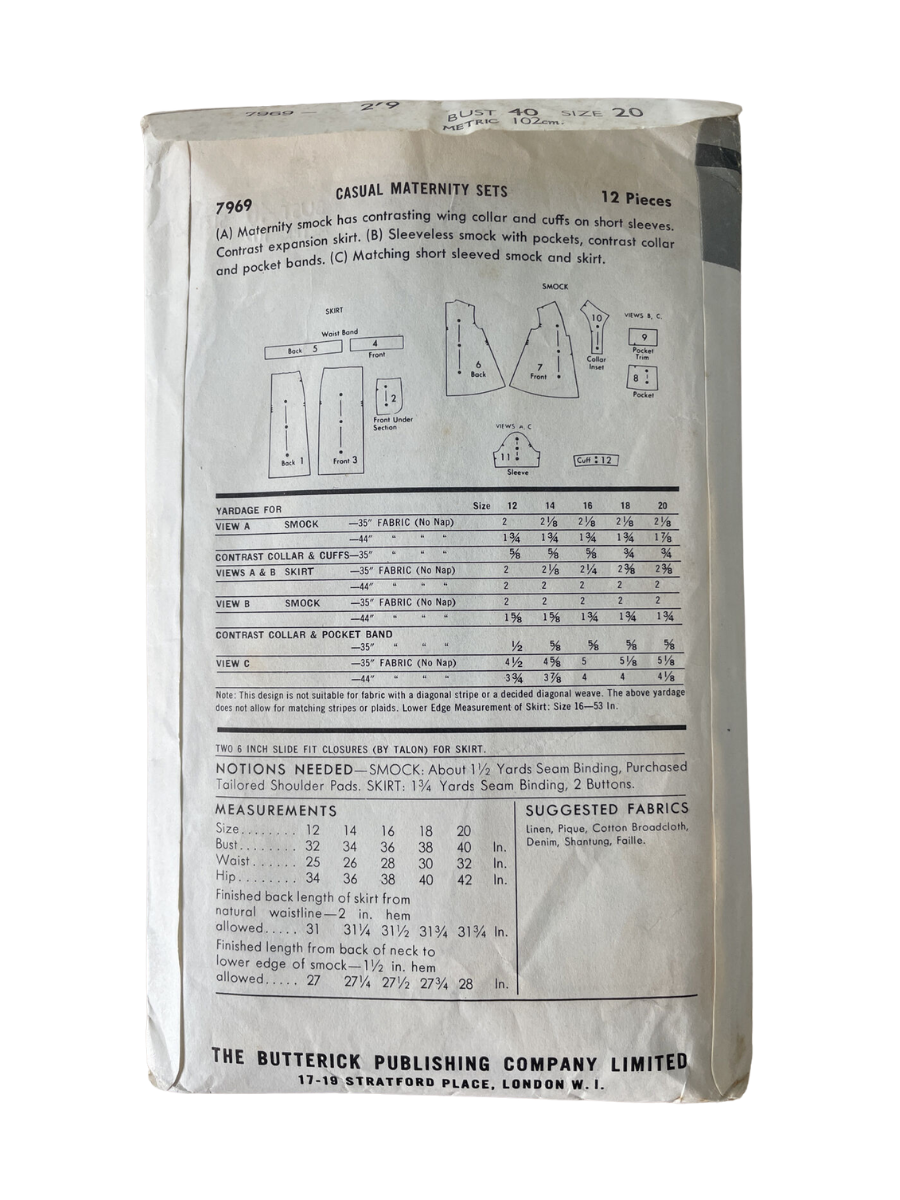 7969 — 2'9 BUST 40 SIZE 20
METRIC 102cm.
CASUAL MATERNITY SETS
7969 12 Pieces
(A) Maternity smock has contrasting wing collar and cuffs on short sleeves.
Contrast expansion skirt. (B) Sleeveless smock with pockets, contrast collar
and pocket bands. (C) Matching short sleeved smock and skirt.
SMOCK
SKIRT
VIEWS B, C.
Waist Band
Back 5
4
Front
6
Back
7
Front
10
Collar
Inset
9
Pocket
Trim
8
Pocket
Back 1
Front 3
2
Front Under
Section
VIEWS A, C
11
Sleeve
Cuff 12
YARDAGE FOR Size 12 14 16 18 20
VIEW A SMOCK —35" FABRIC (No Nap) 2 2⅛ 2⅛ 2⅛ 2⅛
—44" " " " 1¾ 1¾ 1¾ 1¾ 1⅞
CONTRAST COLLAR & CUFFS—35" ⅝ ⅝ ⅝ ¾ ¾
VIEWS A & B SKIRT —35" FABRIC (No Nap) 2 2⅛ 2¼ 2⅜ 2⅜
—44" " " " 2 2 2 2 2
VIEW B SMOCK —35" FABRIC (No Nap) 2 2 2 2 2
—44" " " " 1⅝ 1⅝ 1¾ 1¾ 1¾
CONTRAST COLLAR & POCKET BAND
—35" " " " ½ ⅝ ⅝ ⅝ ⅝
VIEW C —35" FABRIC (No Nap) 4½ 4⅝ 5 5⅛ 5⅛
—44" " " " 3¾ 3⅞ 4 4 4⅛
Note: This design is not suitable for fabric with a diagonal stripe or a decided diagonal weave. The above yardage
does not allow for matching stripes or plaids. Lower Edge Measurement of Skirt: Size 16—53 In.
TWO 6 INCH SLIDE FIT CLOSURES (BY TALON) FOR SKIRT.
NOTIONS NEEDED—SMOCK: About 1½ Yards Seam Binding, Purchased
Tailored Shoulder Pads. SKIRT: 1¾ Yards Seam Binding, 2 Buttons.
MEASUREMENTS
Size........ 12 14 16 18 20
Bust........ 32 34 36 38 40 In.
Waist...... 25 26 28 30 32 In.
Hip........ 34 36 38 40 42 In.
Finished back length of skirt from
natural waistline—2 in. hem
allowed..... 31 31¼ 31½ 31¾ 31¾ In.
Finished length from back of neck to
lower edge of smock—1½ in. hem
allowed..... 27 27¼ 27½ 27¾ 28 In.
SUGGESTED FABRICS
Linen, Pique, Cotton Broadcloth,
Denim, Shantung, Faille.
THE BUTTERICK PUBLISHING COMPANY LIMITED
17-19 STRATFORD PLACE, LONDON W. I.